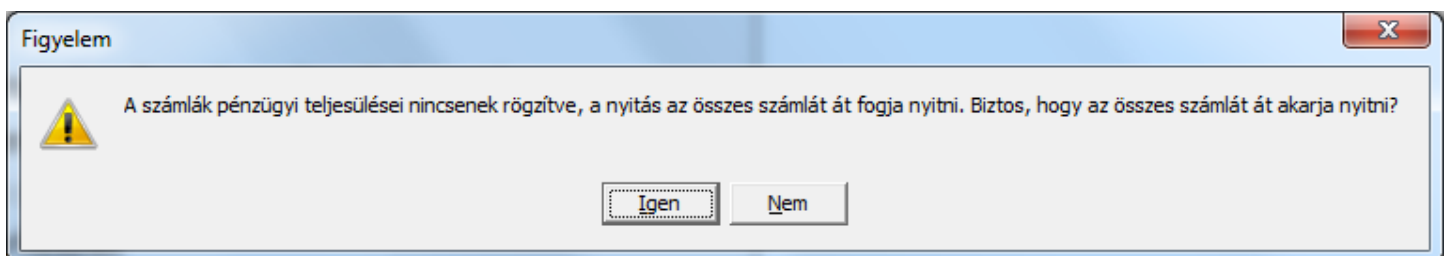 Figyelem
A számlák pénzügyi teljesülései nincsenek rögzítve, a nyitás az összes számlát át fogja nyitni. Biztos, hogy az összes számlát át akarja nyitni?
Igen
Nem